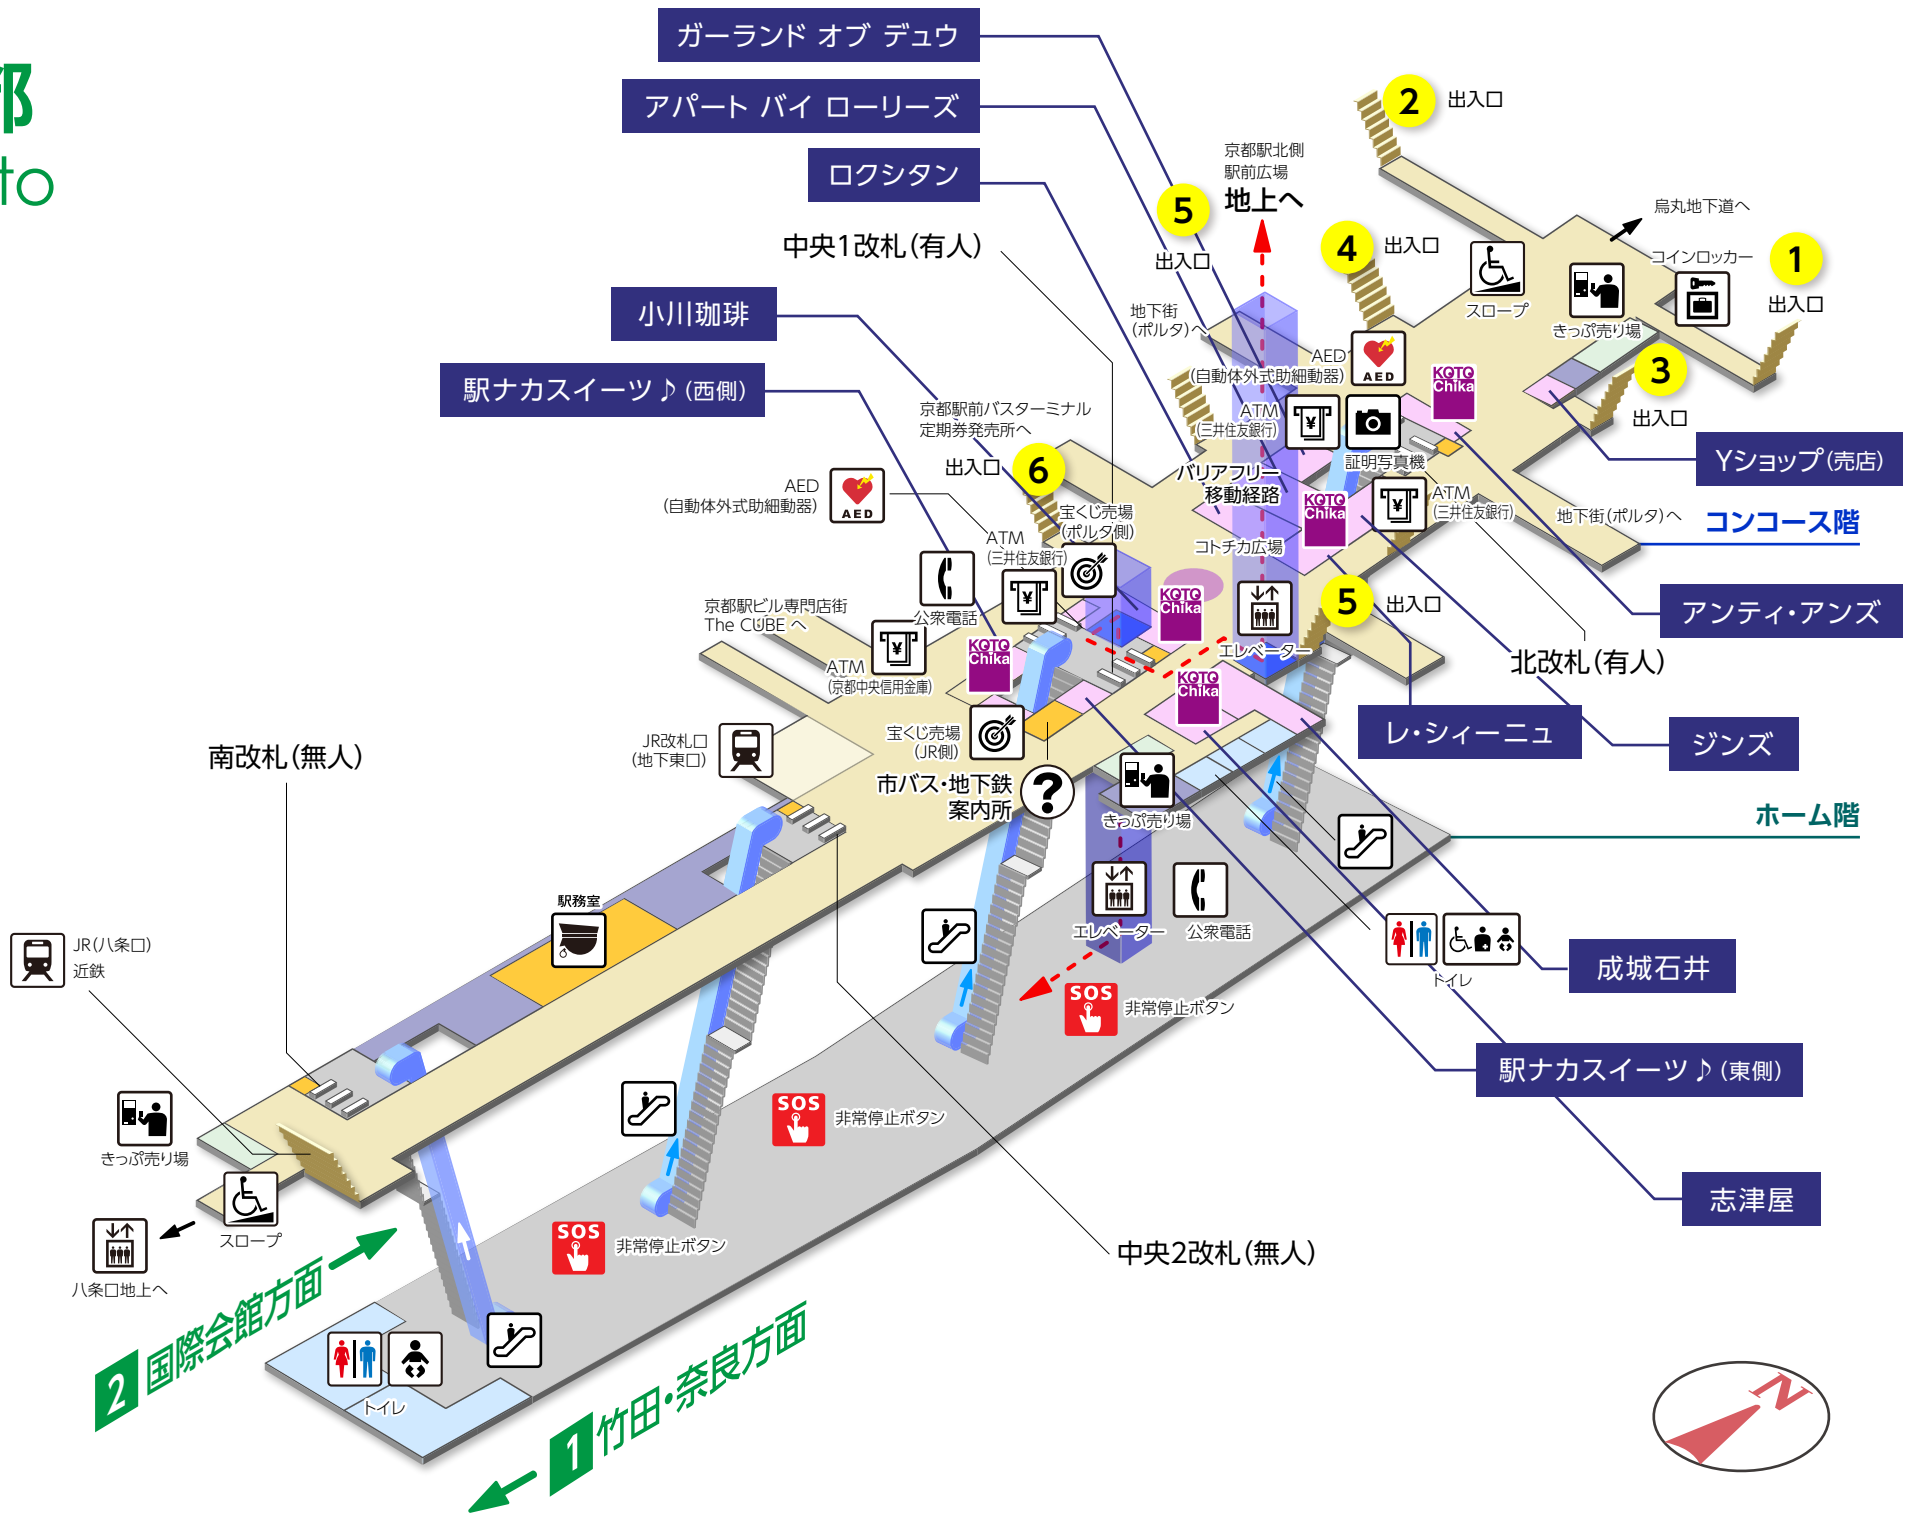 都
to
ガーランド オブ デュウ
アパート バイ ローリーズ
ロクシタン
中央1改札(有人)
小川珈琲
駅ナカスイーツ♪(西側)
京都駅北側
駅前広場
地上へ
5
出入口
2
出入口
4
出入口
烏丸地下道へ
コインロッカー
1
出入口
スロープ
きっぷ売り場
3
出入口
地下街
(ポルタ)へ
AED
(自動体外式助細動器)
AED
ATM
(三井住友銀行)
¥
証明写真機
KOTO
Chika
Yショップ(売店)
京都駅前バスターミナル
定期券発売所へ
出入口
6
バリアフリー
移動経路
KOTO
Chika
¥
ATM
(三井住友銀行)
地下街(ポルタ)へ
コンコース階
AED
(自動体外式助細動器)
AED
宝くじ売場
(ポルタ側)
ATM
(三井住友銀行)
¥
コトチカ広場
公衆電話
KOTO
Chika
エレベーター
5
出入口
アンティ・アンズ
北改札(有人)
京都駅ビル専門店街
The CUBE へ
ATM
(京都中央信用金庫)
¥
KOTO
Chika
KOTO
Chika
レ・シィーニュ
ジンズ
JR改札口
(地下東口)
宝くじ売場
(JR側)
市バス・地下鉄
案内所
?
きっぷ売り場
ホーム階
南改札(無人)
駅務室
エレベーター
公衆電話
トイレ
成城石井
JR(八条口)
近鉄
SOS
非常停止ボタン
駅ナカスイーツ♪(東側)
きっぷ売り場
SOS
非常停止ボタン
志津屋
スロープ
八条口地上へ
SOS
非常停止ボタン
中央2改札(無人)
2 国際会館方面
トイレ
1 竹田・奈良方面
N